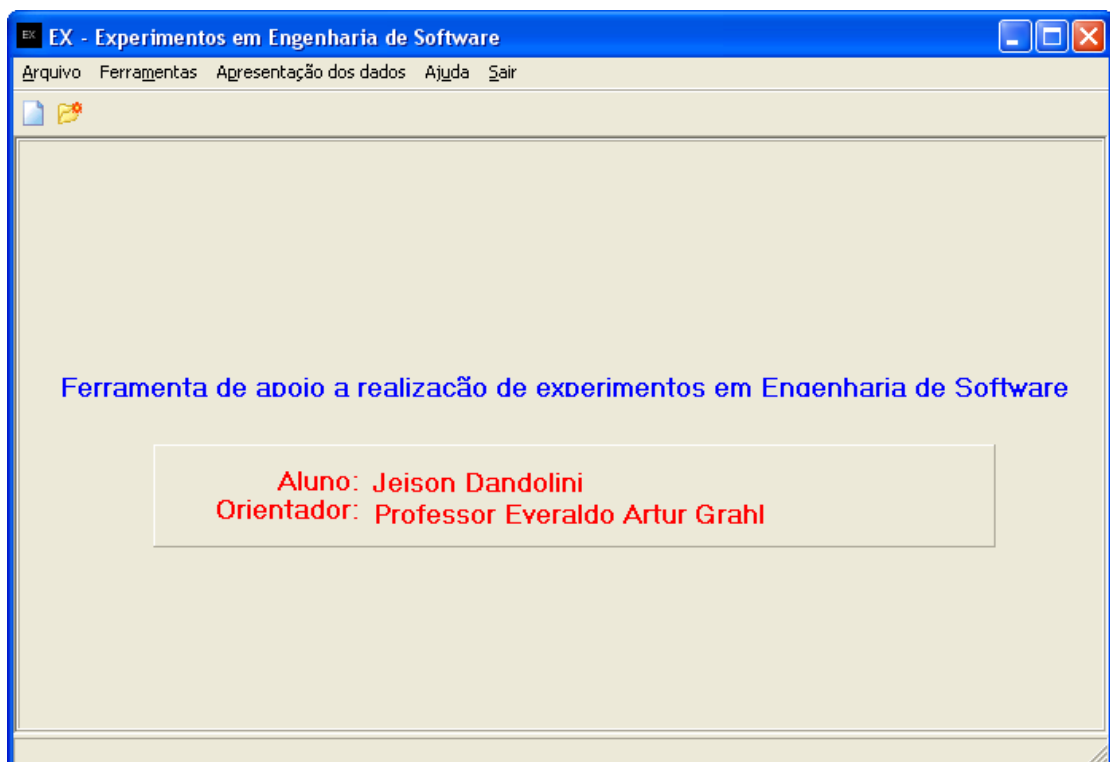 EX EX - Experimentos em Engenharia de Software
Arquivo Ferramentas Apresentação dos dados Ajuda Sair
Ferramenta de apoio a realização de experimentos em Engenharia de Software
Aluno: Jeison Dandolini
Orientador: Professor Everaldo Artur Grahl